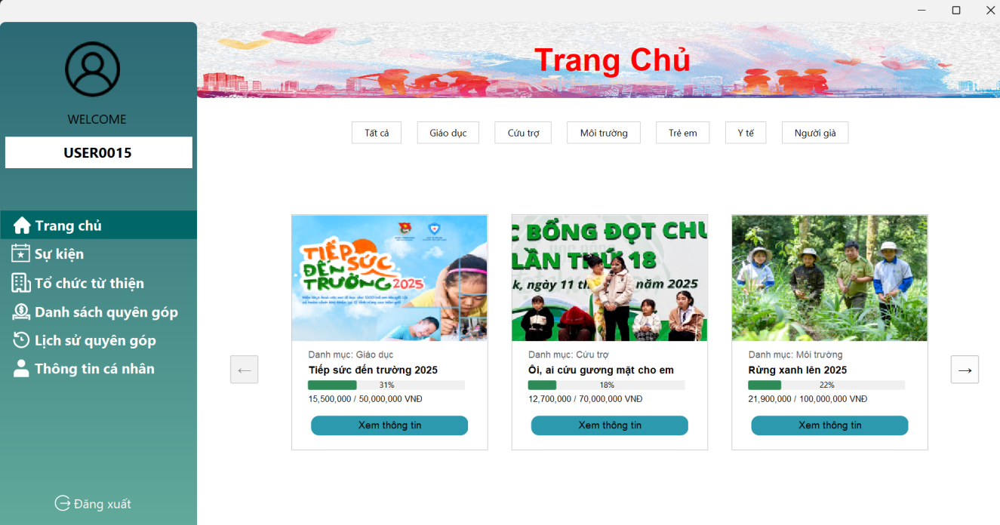 WELCOME
USER0015
Trang chủ
Sự kiện
Tổ chức từ thiện
Danh sách quyên góp
Lịch sử quyên góp
Thông tin cá nhân
Đăng xuất
Trang Chủ
Tất cả
Giáo dục
Cứu trợ
Môi trường
Trẻ em
Y tế
Người già
TIẾP SỨC
ĐẾN
TRƯỜNG 2025
Danh mục: Giáo dục
Tiếp sức đến trường 2025
31%
15,500,000 / 50,000,000 VNĐ
Xem thông tin
C BỔNG ĐỢT CHU
LẦN THỨ 18
k, ngày 11 th năm 2025
Danh mục: Cứu trợ
Ôi, ai cứu gương mặt cho em
18%
12,700,000 / 70,000,000 VNĐ
Xem thông tin
Danh mục: Môi trường
Rừng xanh lên 2025
22%
21,900,000 / 100,000,000 VNĐ
Xem thông tin
←
→